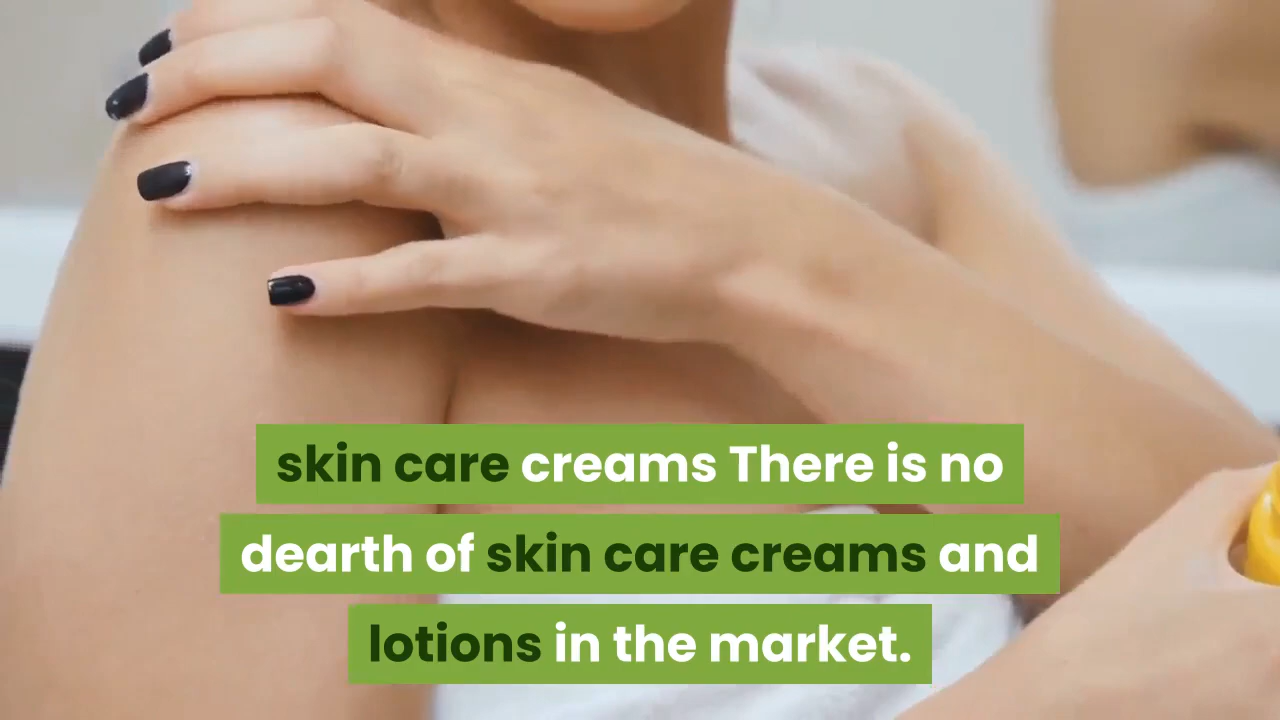 skin care creams There is no
dearth of skin care creams and
lotions in the market.